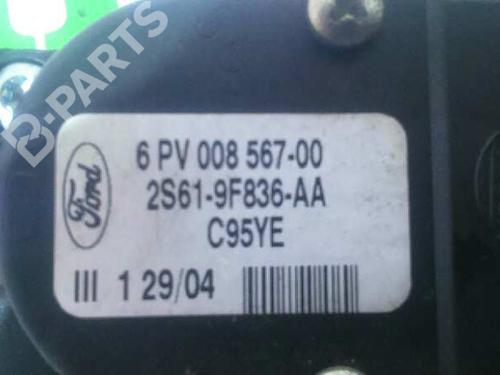 B-PARTS
Ford
6 PV 008 567-00
2S61-9F836-AA
C95YE
III 1 29/04